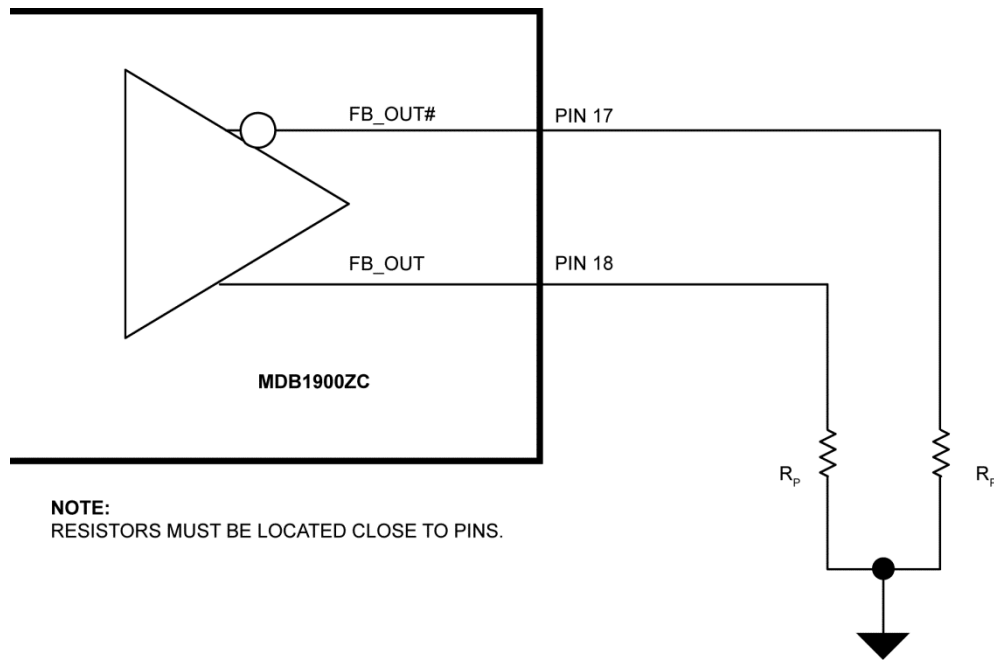 FB_OUT# PIN 17
FB_OUT PIN 18
MDB1900ZC
R_P
NOTE:
RESISTORS MUST BE LOCATED CLOSE TO PINS.